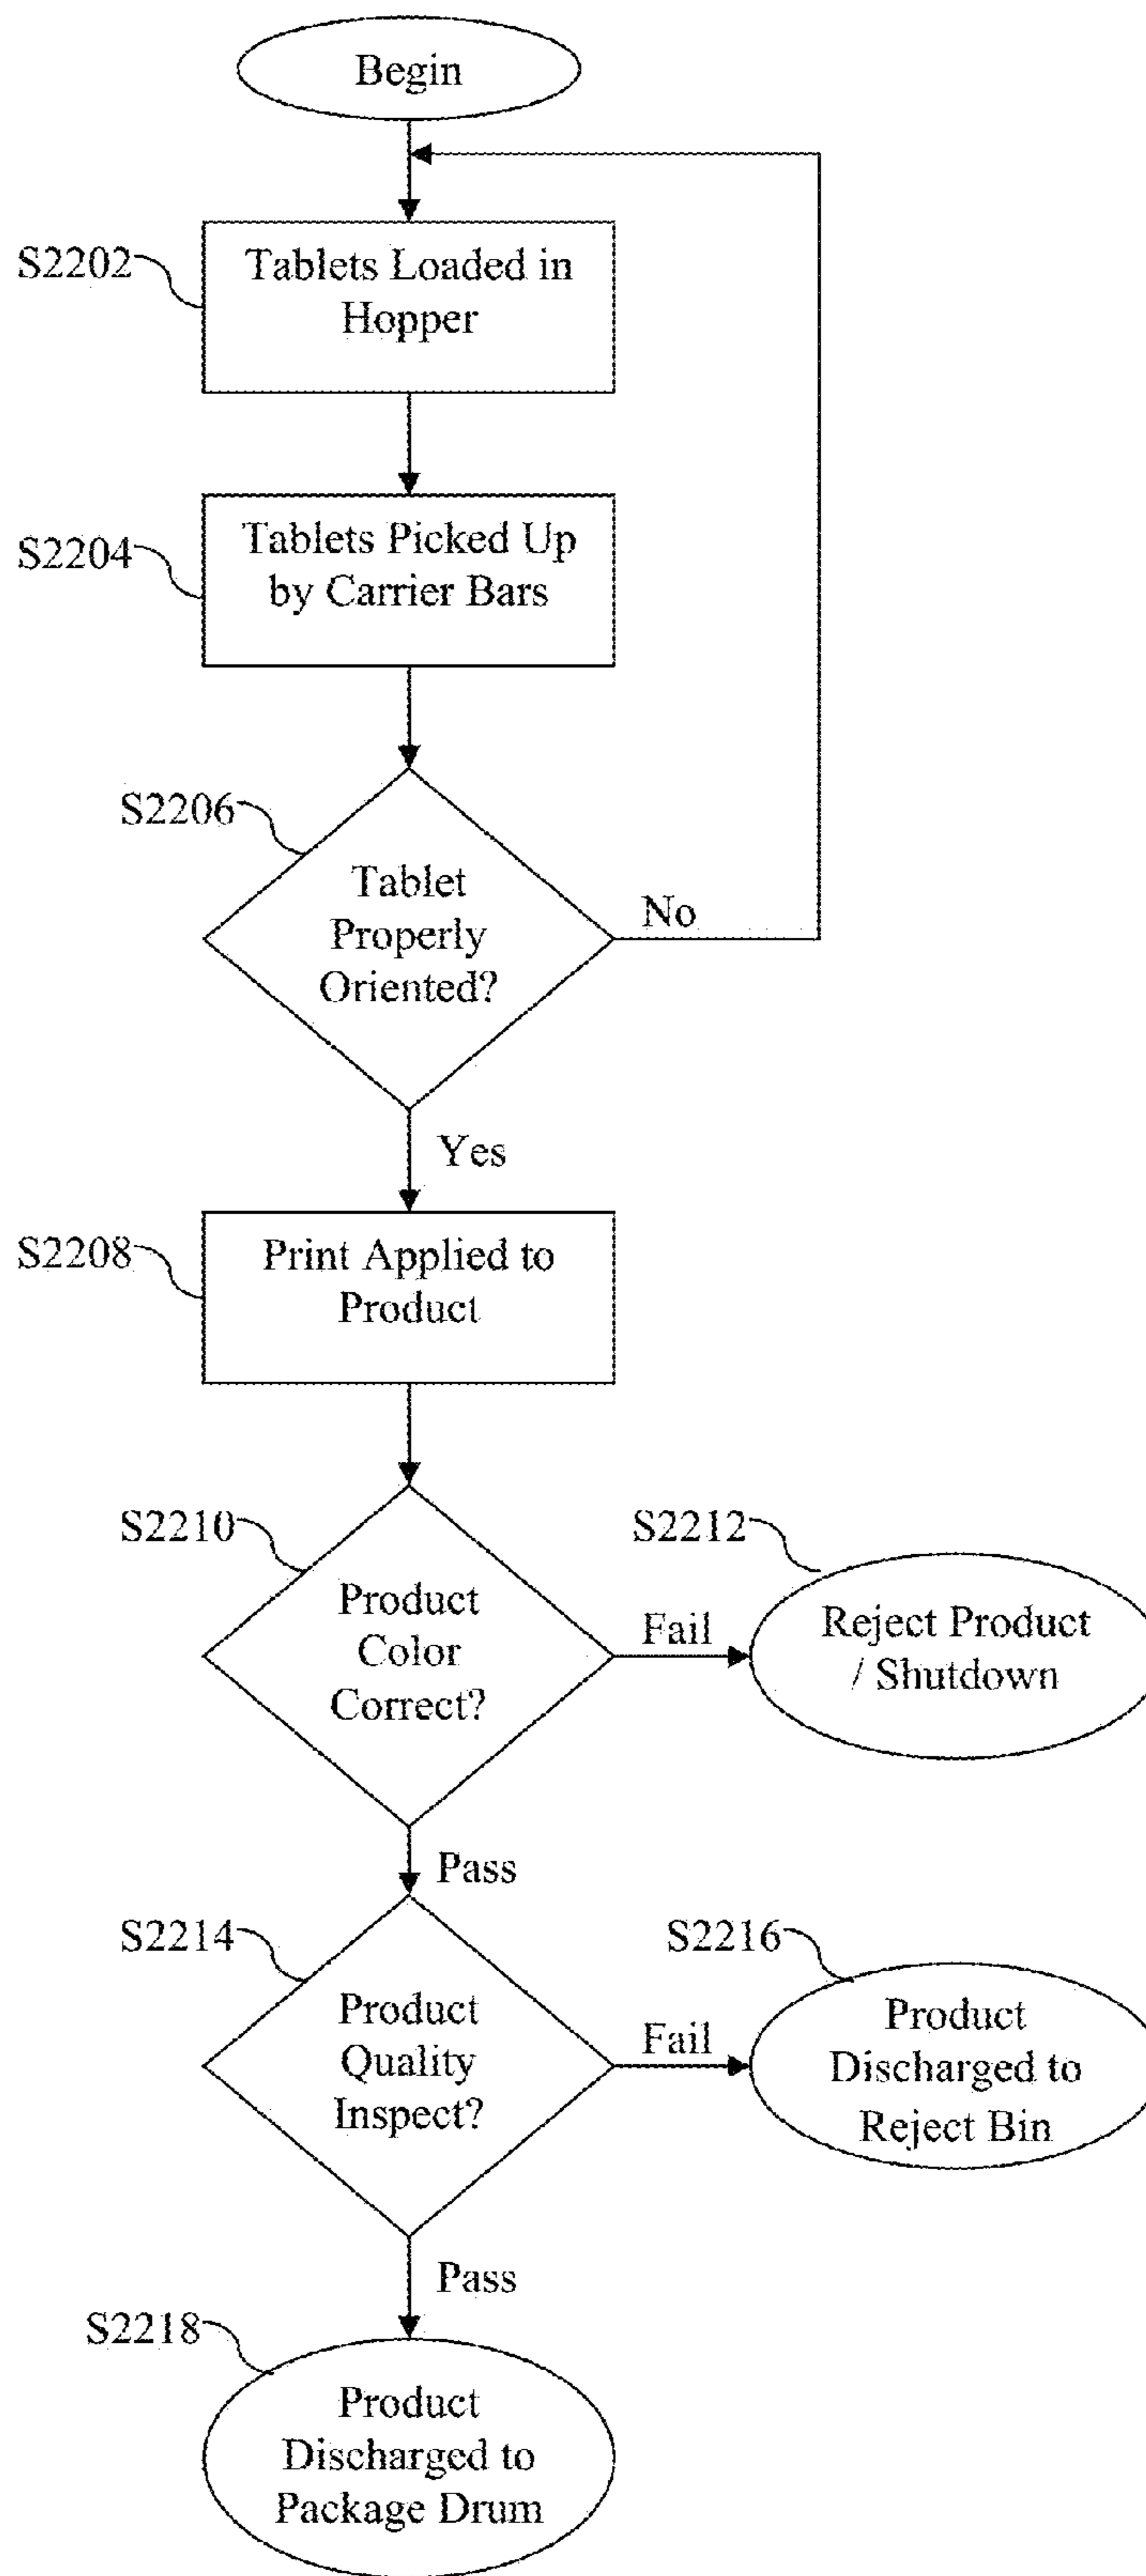 Begin
S2202
Tablets Loaded in
Hopper
S2204
Tablets Picked Up
by Carrier Bars
S2206
Tablet
Properly
Oriented?
No
Yes
S2208
Print Applied to
Product
S2210
Product
Color
Correct?
Fail
S2212
Reject Product
/ Shutdown
Pass
S2214
Product
Quality
Inspect?
Fail
S2216
Product
Discharged to
Reject Bin
Pass
S2218
Product
Discharged to
Package Drum